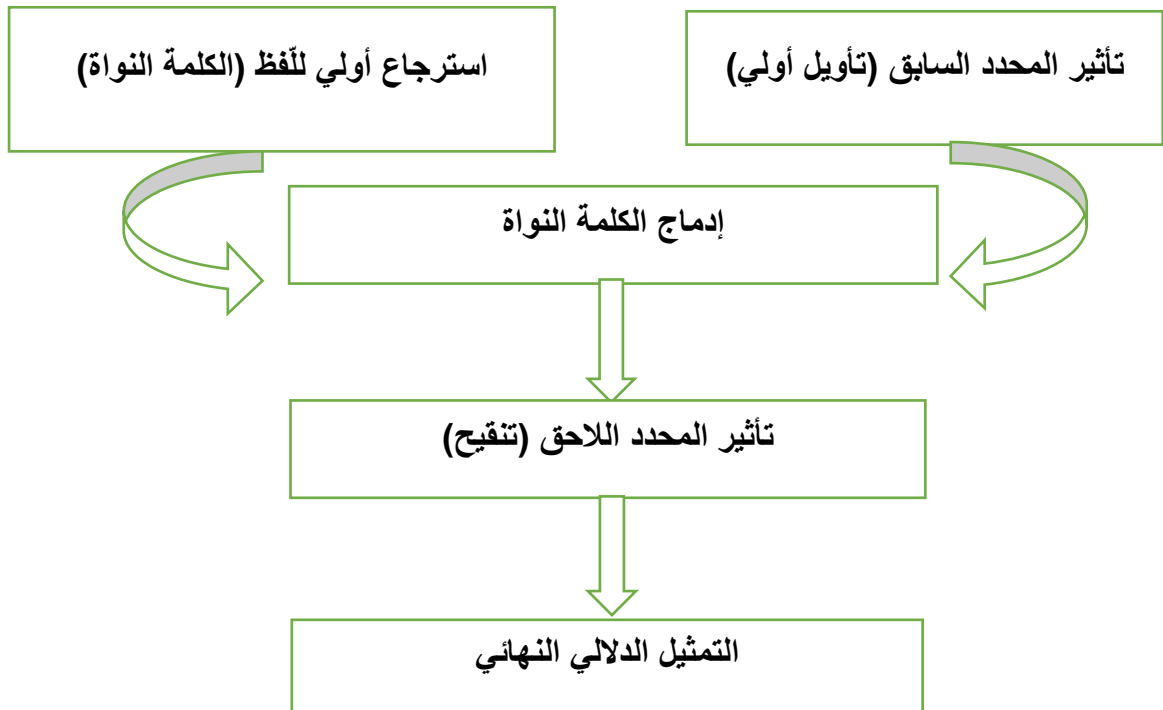 تأثير المحدد السابق (تأويل أولي)
استرجاع أولي للّفظ (الكلمة النواة)
إدماج الكلمة النواة
تأثير المحدد اللاحق (تنقيح)
التمثيل الدلالي النهائي